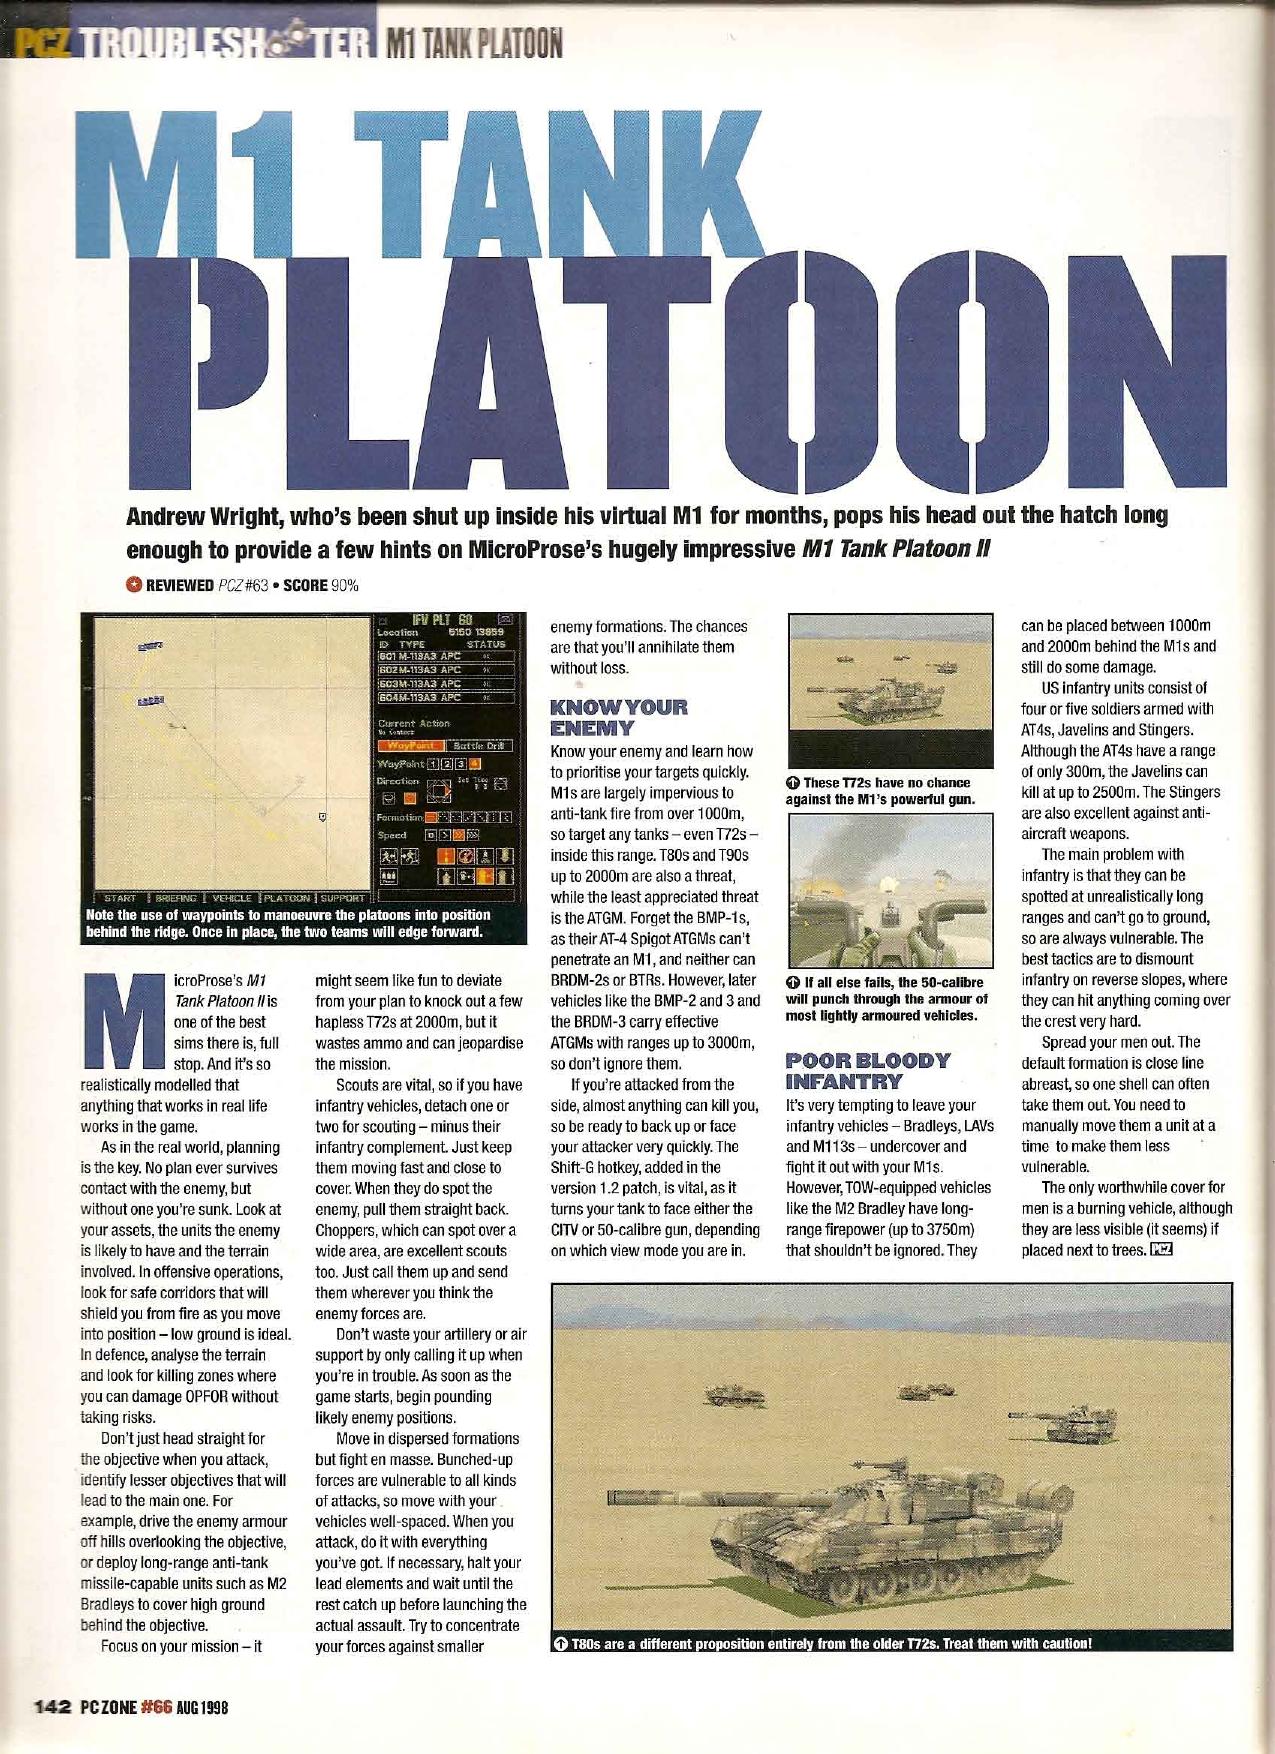 PCZ TROUBLESHOOTER M1 TANK PLATOON
M1 TANK
PLATOON
Andrew Wright, who's been shut up inside his virtual M1 for months, pops his head out the hatch long
enough to provide a few hints on MicroProse's hugely impressive M1 Tank Platoon II
REVIEWED PCZ #63 • SCORE 90%
IFV PLT 60
Location 5150 13859
ID TYPE STATUS
601 M-113A3 APC
602 M-113A3 APC
603 M-113A3 APC
604 M-113A3 APC
Current Action
No Contact
WayPoint Battle Drill
WayPoint 1 2 3 4
Direction
Formation
Speed
START BRIEFING VEHICLE PLATOON SUPPORT
Note the use of waypoints to manoeuvre the platoons into position
behind the ridge. Once in place, the two teams will edge forward.
MicroProse's M1
Tank Platoon II is
one of the best
sims there is, full
stop. And it's so
realistically modelled that
anything that works in real life
works in the game.
As in the real world, planning
is the key. No plan ever survives
contact with the enemy, but
without one you're sunk. Look at
your assets, the units the enemy
is likely to have and the terrain
involved. In offensive operations,
look for safe corridors that will
shield you from fire as you move
into position – low ground is ideal.
In defence, analyse the terrain
and look for killing zones where
you can damage OPFOR without
taking risks.
Don't just head straight for
the objective when you attack,
identify lesser objectives that will
lead to the main one. For
example, drive the enemy armour
off hills overlooking the objective,
or deploy long-range anti-tank
missile-capable units such as M2
Bradleys to cover high ground
behind the objective.
Focus on your mission – it
might seem like fun to deviate
from your plan to knock out a few
hapless T72s at 2000m, but it
wastes ammo and can jeopardise
the mission.
Scouts are vital, so if you have
infantry vehicles, detach one or
two for scouting – minus their
infantry complement. Just keep
them moving fast and close to
cover. When they do spot the
enemy, pull them straight back.
Choppers, which can spot over a
wide area, are excellent scouts
too. Just call them up and send
them wherever you think the
enemy forces are.
Don't waste your artillery or air
support by only calling it up when
you're in trouble. As soon as the
game starts, begin pounding
likely enemy positions.
Move in dispersed formations
but fight en masse. Bunched-up
forces are vulnerable to all kinds
of attacks, so move with your
vehicles well-spaced. When you
attack, do it with everything
you've got. If necessary, halt your
lead elements and wait until the
rest catch up before launching the
actual assault. Try to concentrate
your forces against smaller
enemy formations. The chances
are that you'll annihilate them
without loss.
KNOW YOUR
ENEMY
Know your enemy and learn how
to prioritise your targets quickly.
M1s are largely impervious to
anti-tank fire from over 1000m,
so target any tanks – even T72s –
inside this range. T80s and T90s
up to 2000m are also a threat,
while the least appreciated threat
is the ATGM. Forget the BMP-1s,
as their AT-4 Spigot ATGMs can't
penetrate an M1, and neither can
BRDM-2s or BTRs. However, later
vehicles like the BMP-2 and 3 and
the BRDM-3 carry effective
ATGMs with ranges up to 3000m,
so don't ignore them.
If you're attacked from the
side, almost anything can kill you,
so be ready to back up or face
your attacker very quickly. The
Shift-G hotkey, added in the
version 1.2 patch, is vital, as it
turns your tank to face either the
CITV or 50-calibre gun, depending
on which view mode you are in.
These T72s have no chance
against the M1's powerful gun.
If all else fails, the 50-calibre
will punch through the armour of
most lightly armoured vehicles.
POOR BLOODY
INFANTRY
It's very tempting to leave your
infantry vehicles – Bradleys, LAVs
and M113s – undercover and
fight it out with your M1s.
However, TOW-equipped vehicles
like the M2 Bradley have long-
range firepower (up to 3750m)
that shouldn't be ignored. They
can be placed between 1000m
and 2000m behind the M1s and
still do some damage.
US infantry units consist of
four or five soldiers armed with
AT4s, Javelins and Stingers.
Although the AT4s have a range
of only 300m, the Javelins can
kill at up to 2500m. The Stingers
are also excellent against anti-
aircraft weapons.
The main problem with
infantry is that they can be
spotted at unrealistically long
ranges and can't go to ground,
so are always vulnerable. The
best tactics are to dismount
infantry on reverse slopes, where
they can hit anything coming over
the crest very hard.
Spread your men out. The
default formation is close line
abreast, so one shell can often
take them out. You need to
manually move them a unit at a
time to make them less
vulnerable.
The only worthwhile cover for
men is a burning vehicle, although
they are less visible (it seems) if
placed next to trees. PCZ
T80s are a different proposition entirely from the older T72s. Treat them with caution!
142 PC ZONE #66 AUG 1998